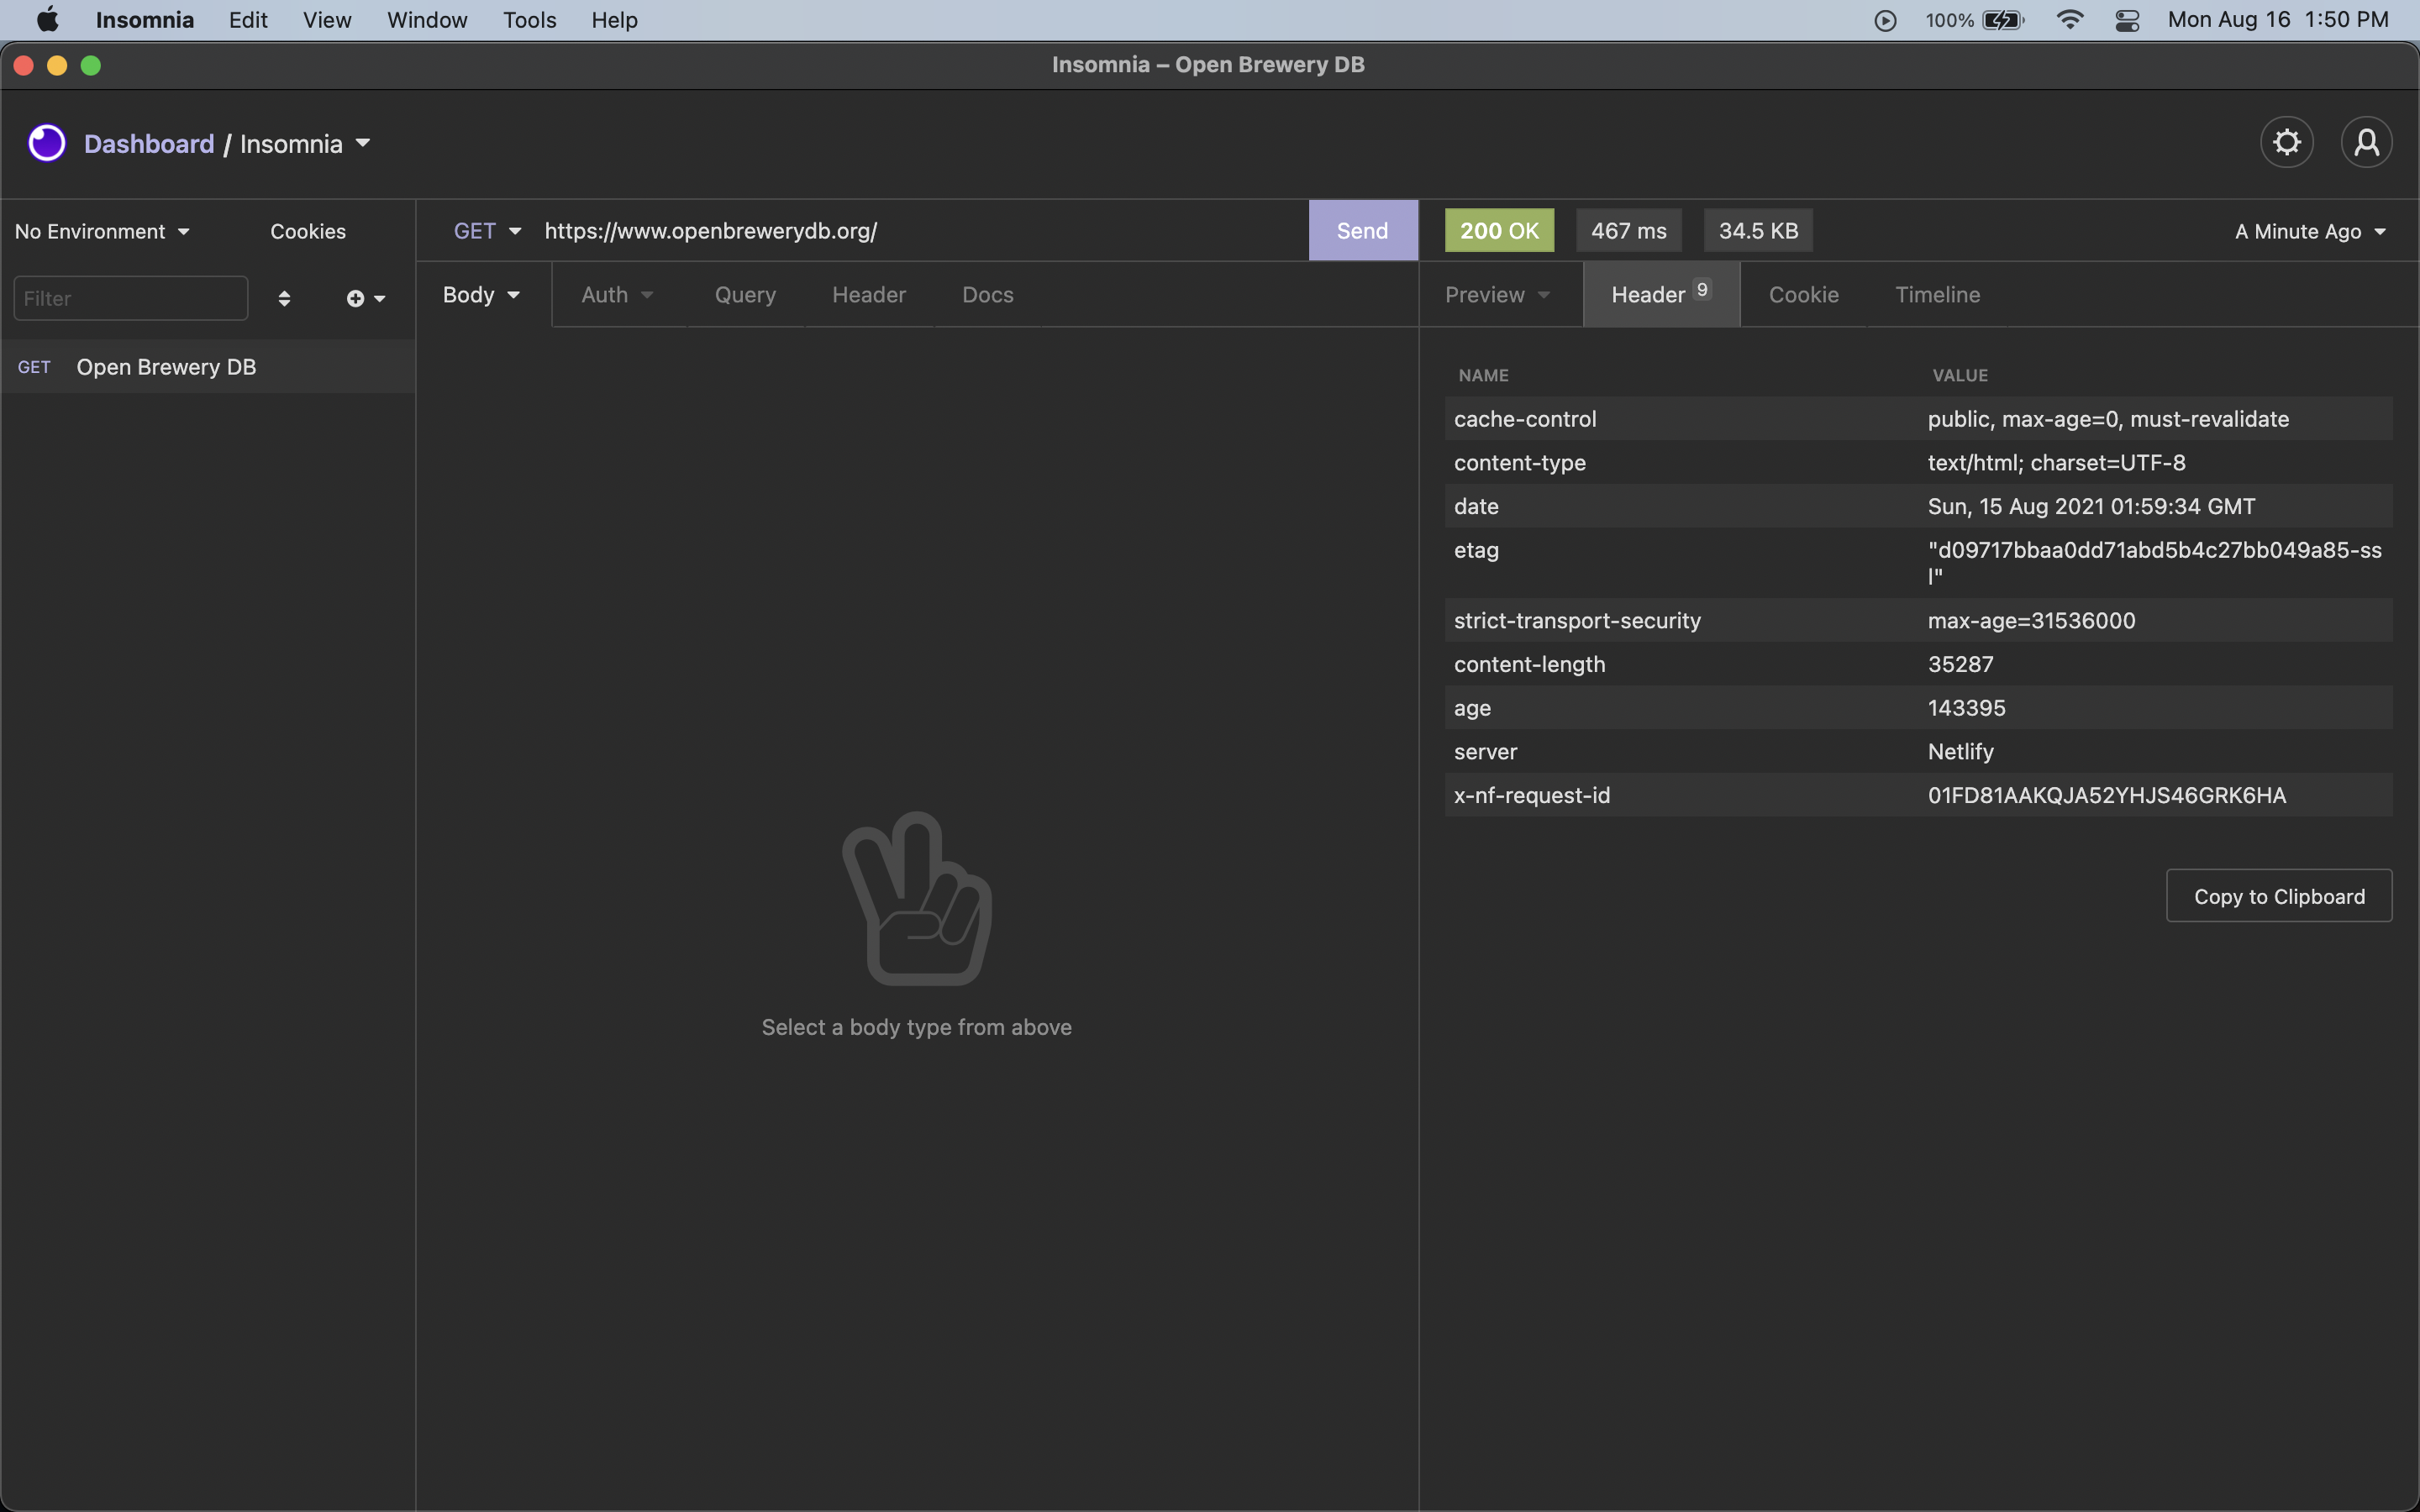 Insomnia Edit View Window Tools Help 100% Mon Aug 16 1:50 PM
Insomnia – Open Brewery DB
Dashboard / Insomnia
No Environment Cookies GET https://www.openbrewerydb.org/ Send 200 OK 467 ms 34.5 KB A Minute Ago
Filter Body Auth Query Header Docs Preview Header 9 Cookie Timeline
GET Open Brewery DB
NAME VALUE
cache-control public, max-age=0, must-revalidate
content-type text/html; charset=UTF-8
date Sun, 15 Aug 2021 01:59:34 GMT
etag "d09717bbaa0dd71abd5b4c27bb049a85-ss
l"
strict-transport-security max-age=31536000
content-length 35287
age 143395
server Netlify
x-nf-request-id 01FD81AAKQJA52YHJS46GRK6HA
Copy to Clipboard
Select a body type from above